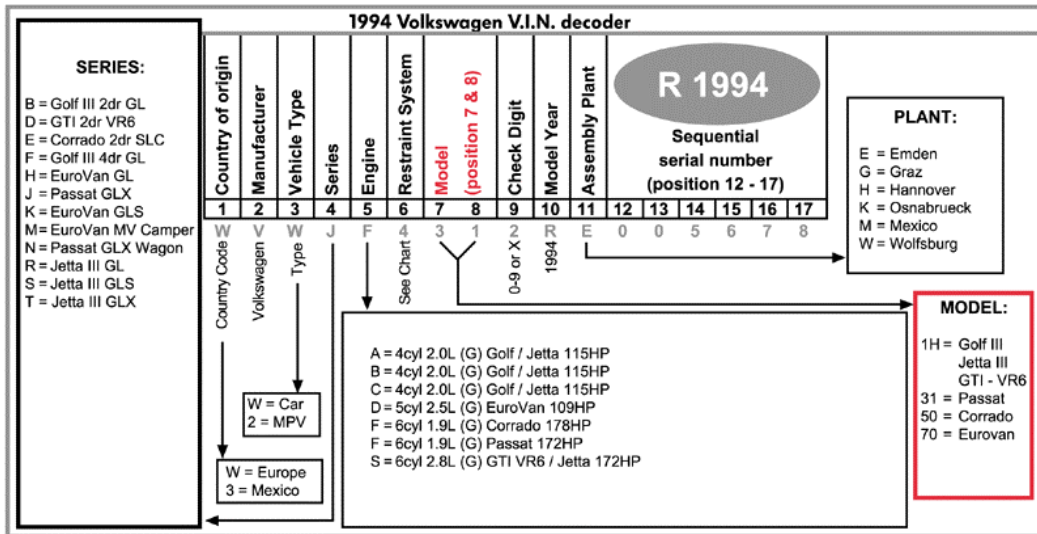 1994 Volkswagen V.I.N. decoder
SERIES:
B = Golf III 2dr GL
D = GTI 2dr VR6
E = Corrado 2dr SLC
F = Golf III 4dr GL
H = EuroVan GL
J = Passat GLX
K = EuroVan GLS
M = EuroVan MV Camper
N = Passat GLX Wagon
R = Jetta III GL
S = Jetta III GLS
T = Jetta III GLX
Country of origin
Manufacturer
Vehicle Type
Series
Engine
Restraint System
Model
(position 7 & 8)
Check Digit
Model Year
Assembly Plant
R 1994
Sequential
serial number
(position 12 - 17)
1 2 3 4 5 6 7 8 9 10 11 12 13 14 15 16 17
W V W J F 4 3 1 2 R E 0 0 5 6 7 8
Country Code
Volkswagen
Type
See Chart
0-9 or X
1994
PLANT:
E = Emden
G = Graz
H = Hannover
K = Osnabrueck
M = Mexico
W = Wolfsburg
W = Car
2 = MPV
W = Europe
3 = Mexico
A = 4cyl 2.0L (G) Golf / Jetta 115HP
B = 4cyl 2.0L (G) Golf / Jetta 115HP
C = 4cyl 2.0L (G) Golf / Jetta 115HP
D = 5cyl 2.5L (G) EuroVan 109HP
F = 6cyl 1.9L (G) Corrado 178HP
F = 6cyl 1.9L (G) Passat 172HP
S = 6cyl 2.8L (G) GTI VR6 / Jetta 172HP
MODEL:
1H = Golf III
Jetta III
GTI - VR6
31 = Passat
50 = Corrado
70 = Eurovan